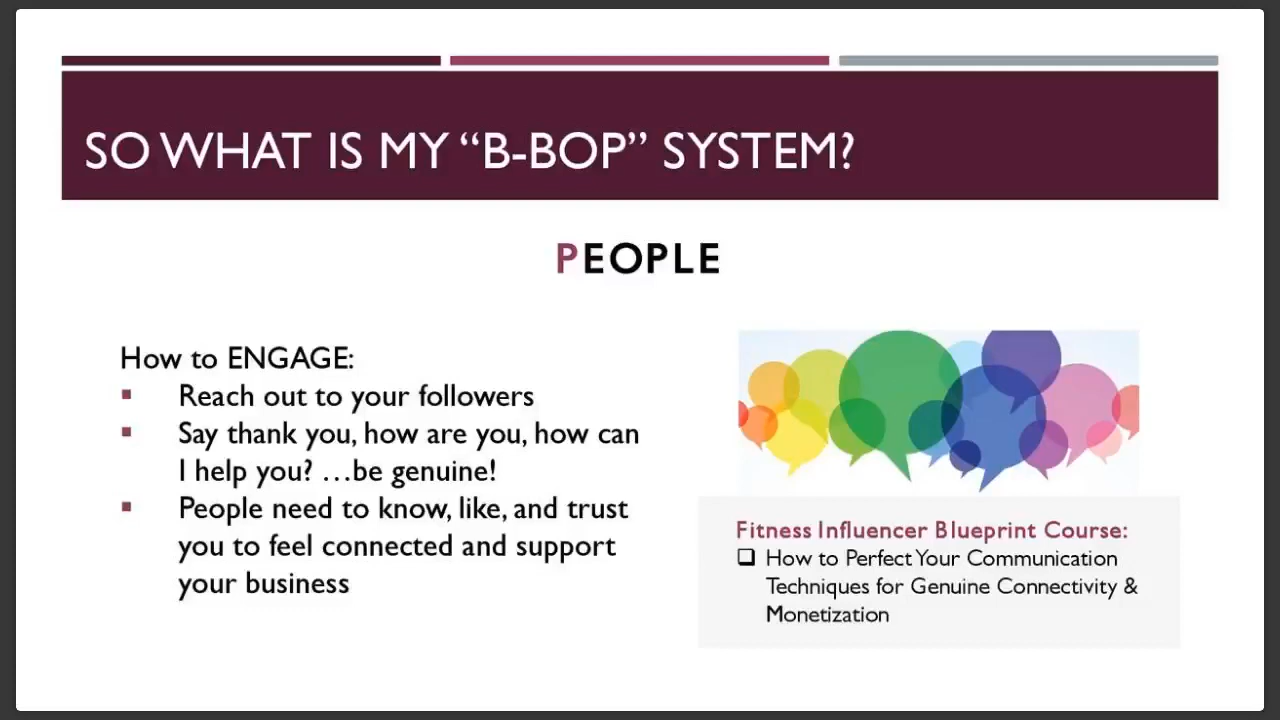 SO WHAT IS MY “B-BOP” SYSTEM?
PEOPLE
How to ENGAGE:
▪ Reach out to your followers
▪ Say thank you, how are you, how can
I help you? …be genuine!
▪ People need to know, like, and trust
you to feel connected and support
your business
Fitness Influencer Blueprint Course:
❑ How to Perfect Your Communication
Techniques for Genuine Connectivity &
Monetization